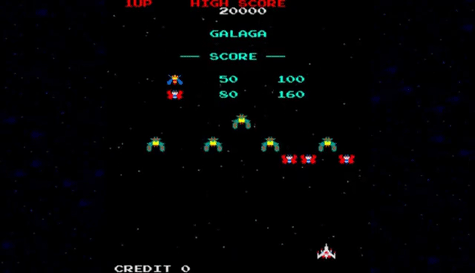 1UP HIGH SCORE
20000
GALAGA
— SCORE —
50 100
80 160
CREDIT 0